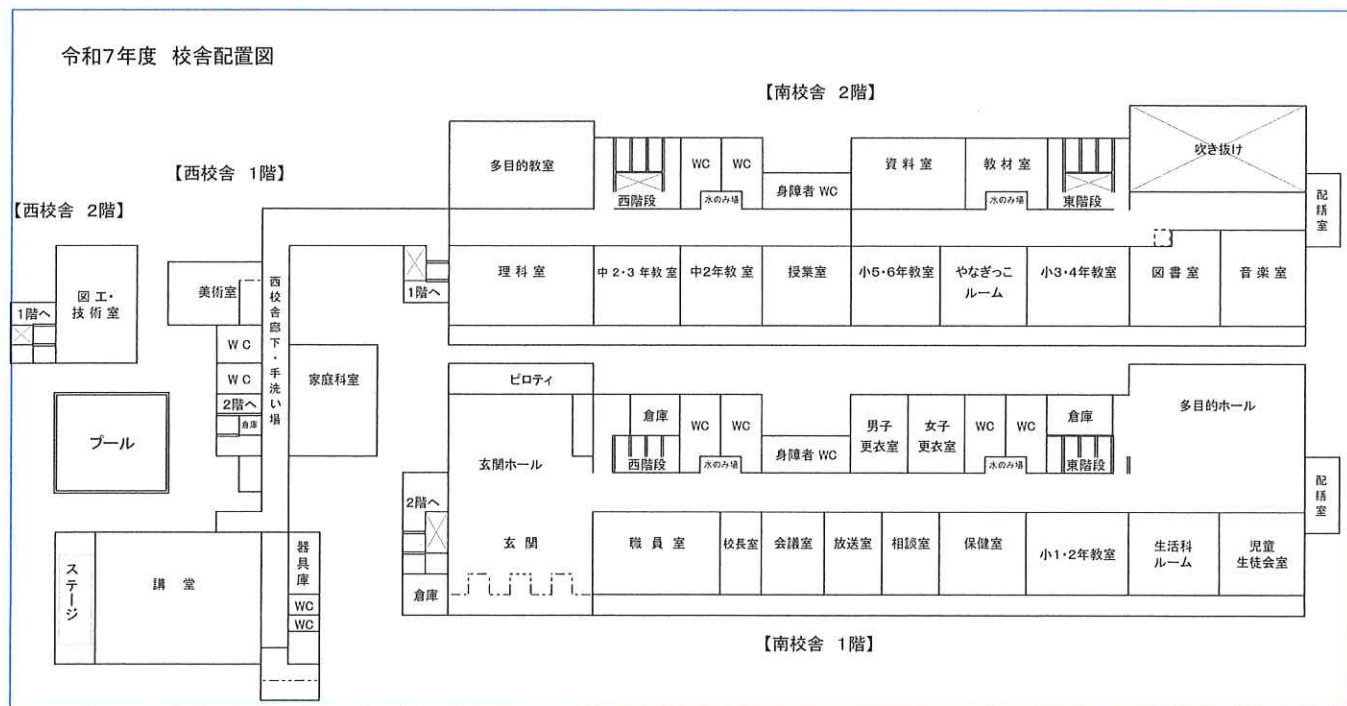 令和7年度 校舎配置図
【南校舎 2階】
【西校舎 1階】
【西校舎 2階】
多目的教室
西階段
WC
WC
水のみ場
身障者 WC
資料室
教材室
水のみ場
東階段
吹き抜け
配膳室
理科室
中2・3年教室
中2年教室
授業室
小5・6年教室
やなぎっこ
ルーム
小3・4年教室
図書室
音楽室
1階へ
図工・
技術室
1階へ
美術室
西校舎廊下・手洗い場
WC
WC
2階へ
倉庫
家庭科室
プール
ステージ
講堂
器具庫
WC
WC
ピロティ
玄関ホール
玄関
2階へ
倉庫
倉庫
西階段
WC
WC
水のみ場
身障者 WC
男子
更衣室
女子
更衣室
WC
WC
水のみ場
倉庫
東階段
多目的ホール
配膳室
職員室
校長室
会議室
放送室
相談室
保健室
小1・2年教室
生活科
ルーム
児童
生徒会室
【南校舎 1階】